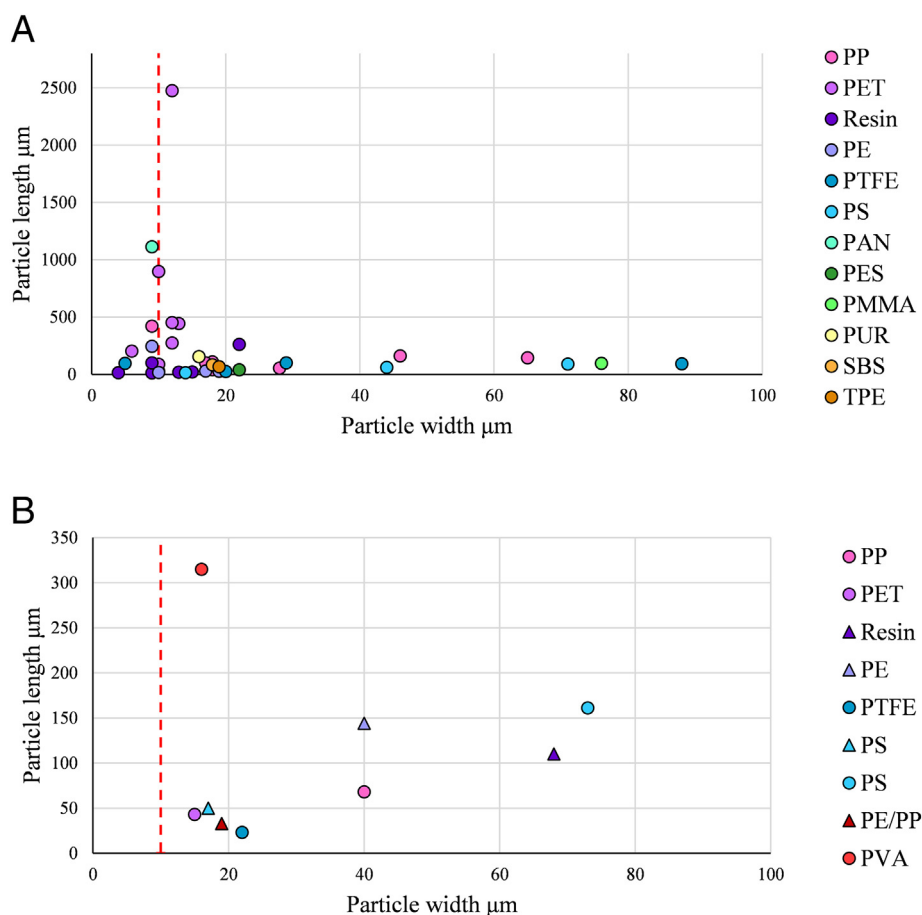 A
2500
2000
1500
1000
500
0
0 20 40 60 80 100
Particle length μm
Particle width μm
PP
PET
Resin
PE
PTFE
PS
PAN
PES
PMMA
PUR
SBS
TPE
B
350
300
250
200
150
100
50
0
0 20 40 60 80 100
Particle length μm
Particle width μm
PP
PET
Resin
PE
PTFE
PS
PS
PE/PP
PVA